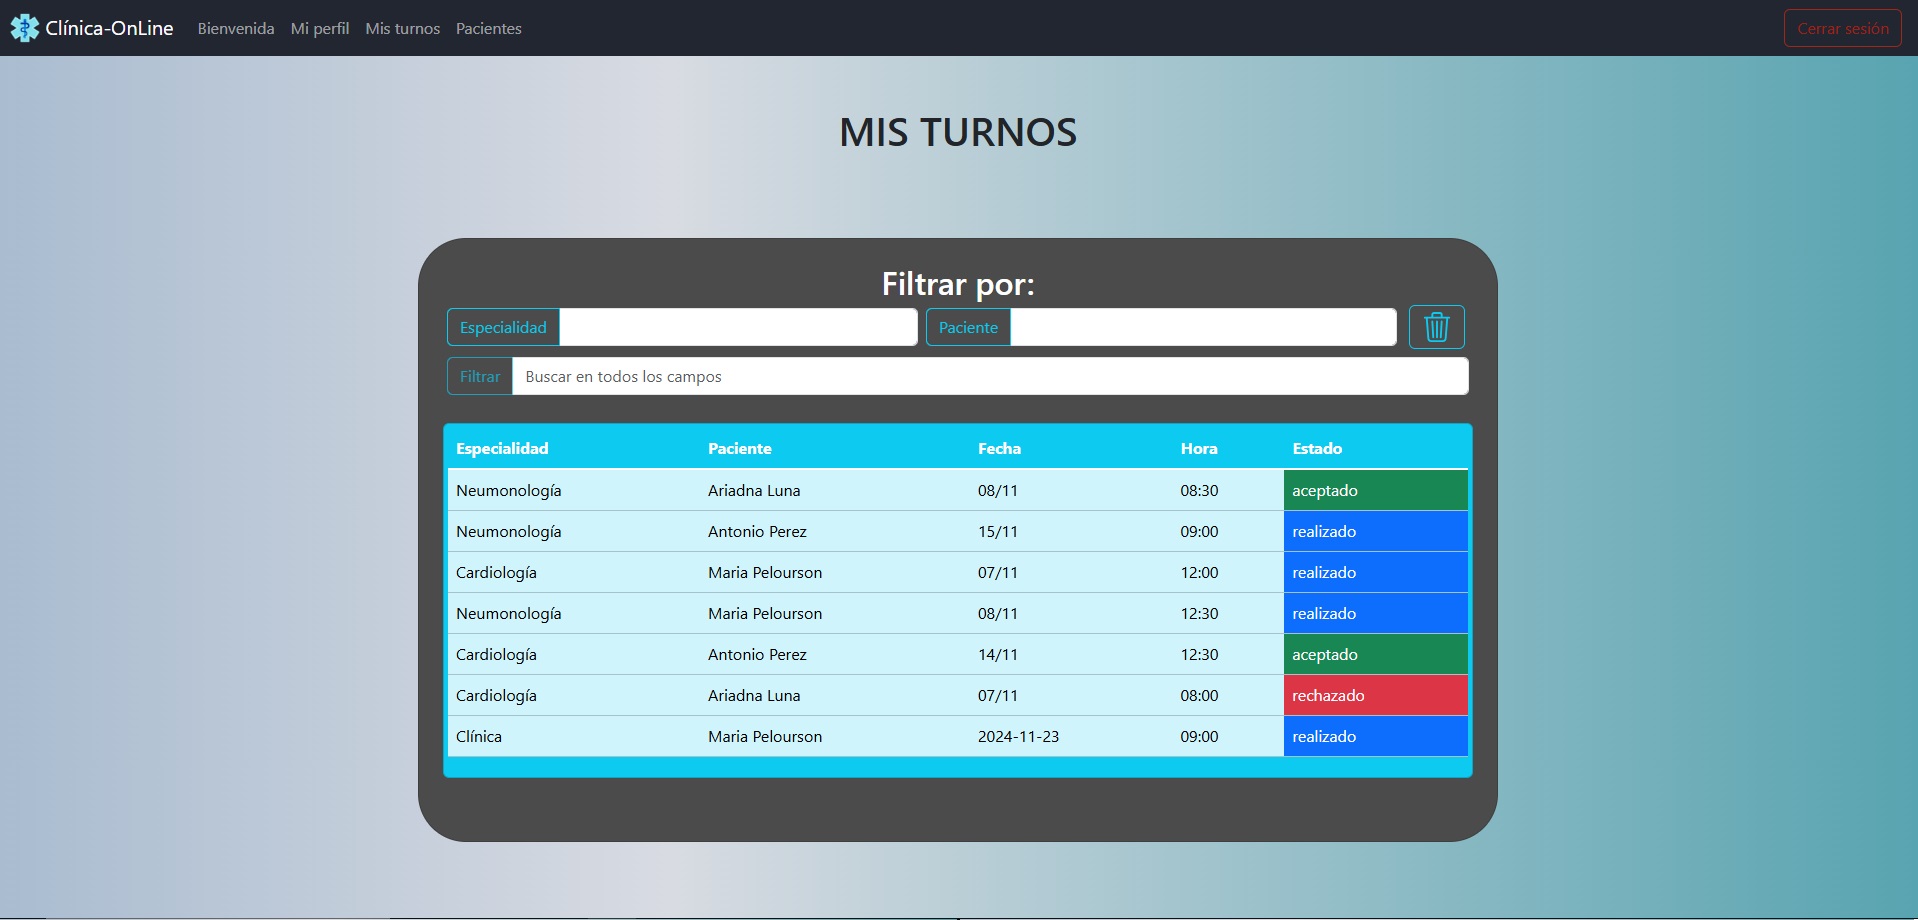 Clínica-OnLine Bienvenida Mi perfil Mis turnos Pacientes Cerrar sesión
MIS TURNOS
Filtrar por:
Especialidad Paciente
Filtrar Buscar en todos los campos
Especialidad Paciente Fecha Hora Estado
Neumonología Ariadna Luna 08/11 08:30 aceptado
Neumonología Antonio Perez 15/11 09:00 realizado
Cardiología Maria Pelourson 07/11 12:00 realizado
Neumonología Maria Pelourson 08/11 12:30 realizado
Cardiología Antonio Perez 14/11 12:30 aceptado
Cardiología Ariadna Luna 07/11 08:00 rechazado
Clínica Maria Pelourson 2024-11-23 09:00 realizado